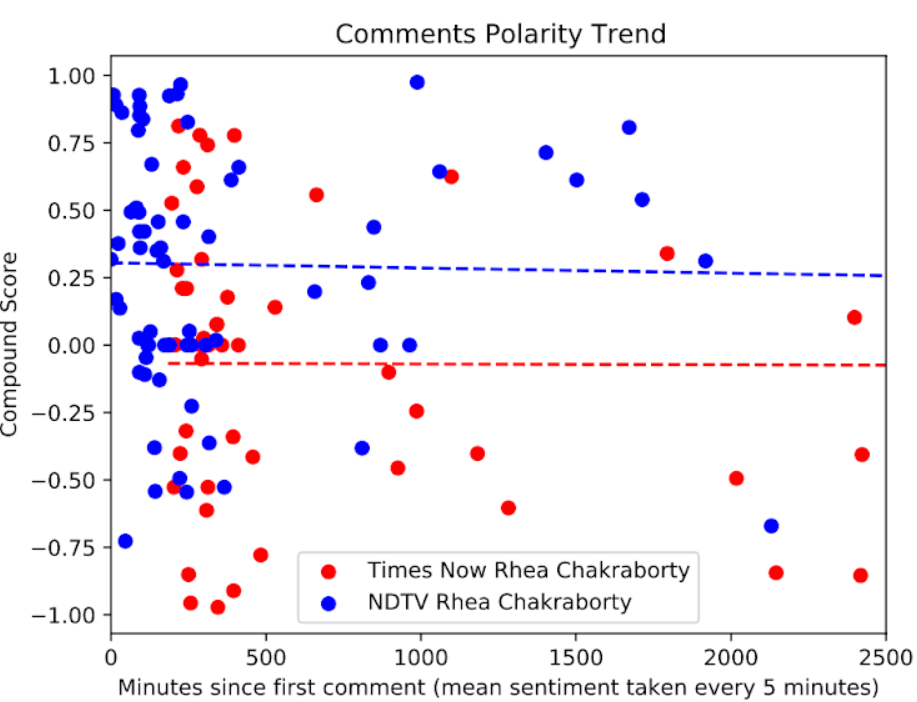 Comments Polarity Trend
Compound Score
1.00
0.75
0.50
0.25
0.00
−0.25
−0.50
−0.75
−1.00
Times Now Rhea Chakraborty
NDTV Rhea Chakraborty
0 500 1000 1500 2000 2500
Minutes since first comment (mean sentiment taken every 5 minutes)